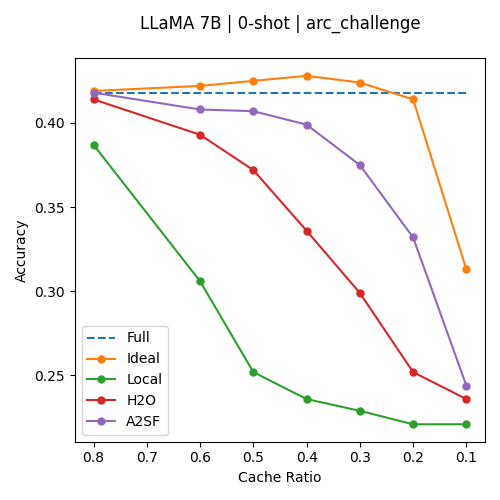 LLaMA 7B | 0-shot | arc_challenge
Accuracy
0.40
0.35
0.30
0.25
Full
Ideal
Local
H2O
A2SF
0.8 0.7 0.6 0.5 0.4 0.3 0.2 0.1
Cache Ratio